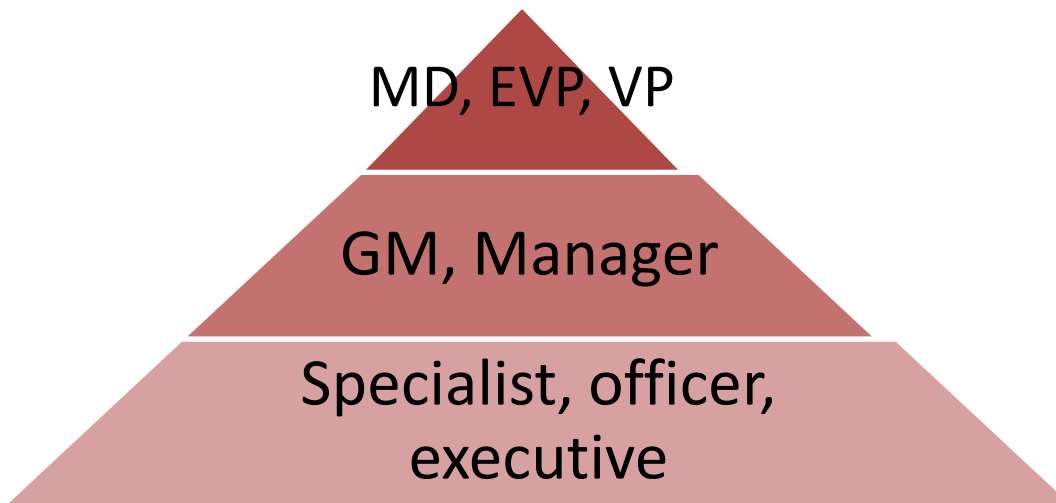 MD, EVP, VP
GM, Manager
Specialist, officer,
executive